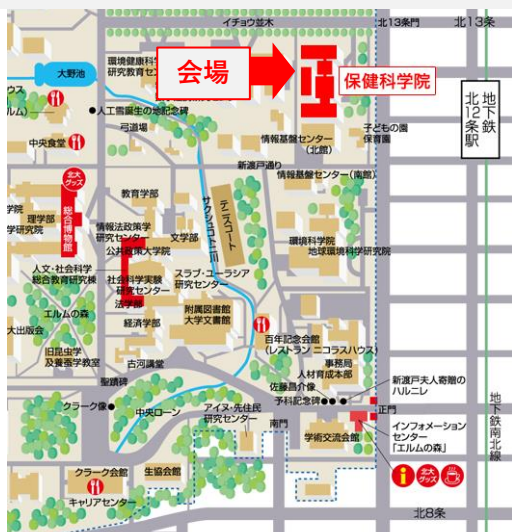 イチョウ並木
北13条門
北13条
環境健康科学
研究教育セン
会場
保健科学院
大野池
地下鉄
北12条駅
●人工雪誕生の地記念碑
弓道場
中央食堂
情報基盤センター
(北館)
子どもの園
保育園
新渡戸通り
情報基盤センター(南館)
北大
グッズ
教育学部
テニスコート
サクシュコトニ川
学院
理学部
学研究院
総合博物館
情報法政策学
研究センター
公共政策大学院
文学部
環境科学院
地球環境科学研究院
人文・社会科学
総合教育研究棟
社会科学実験
研究センター
法学部
スラブ・ユーラシア
研究センター
エルムの森
附属図書館
大学文書館
大出版会
経済学部
百年記念会館
(レストラン ニコラスハウス)
旧昆虫学
及養蚕学教室
古河講堂
事務局
人材育成本部
聖蹟碑
佐藤昌介像
新渡戸夫人寄贈の
ハルニレ
予科記念碑
クラーク像●
中央ローン
アイヌ・先住民
研究センター
南門
正門
学術交流会館
インフォメーション
センター
「エルムの森」
地下鉄南北線
クラーク会館
生協会館
キャリアセンター
i
北大
グッズ
北8条